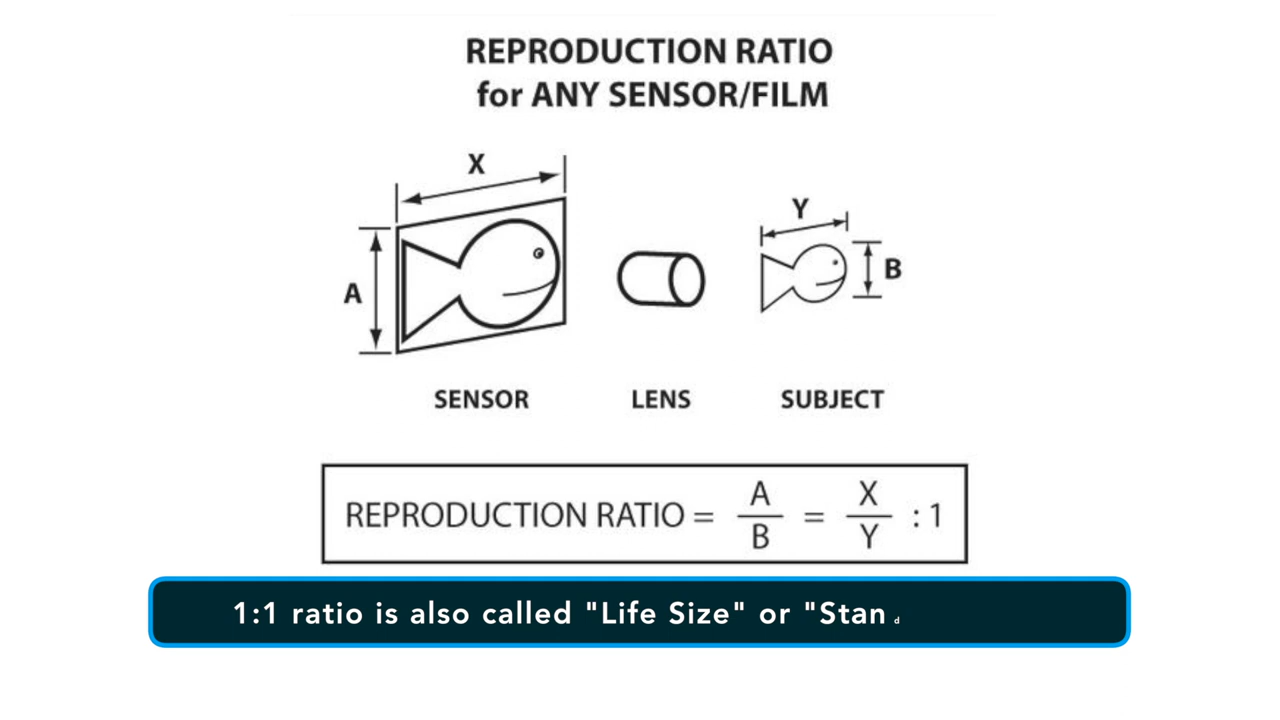 REPRODUCTION RATIO
for ANY SENSOR/FILM
X
A
Y
B
SENSOR LENS SUBJECT
REPRODUCTION RATIO = A/B = X/Y : 1
1:1 ratio is also called "Life Size" or "Stand